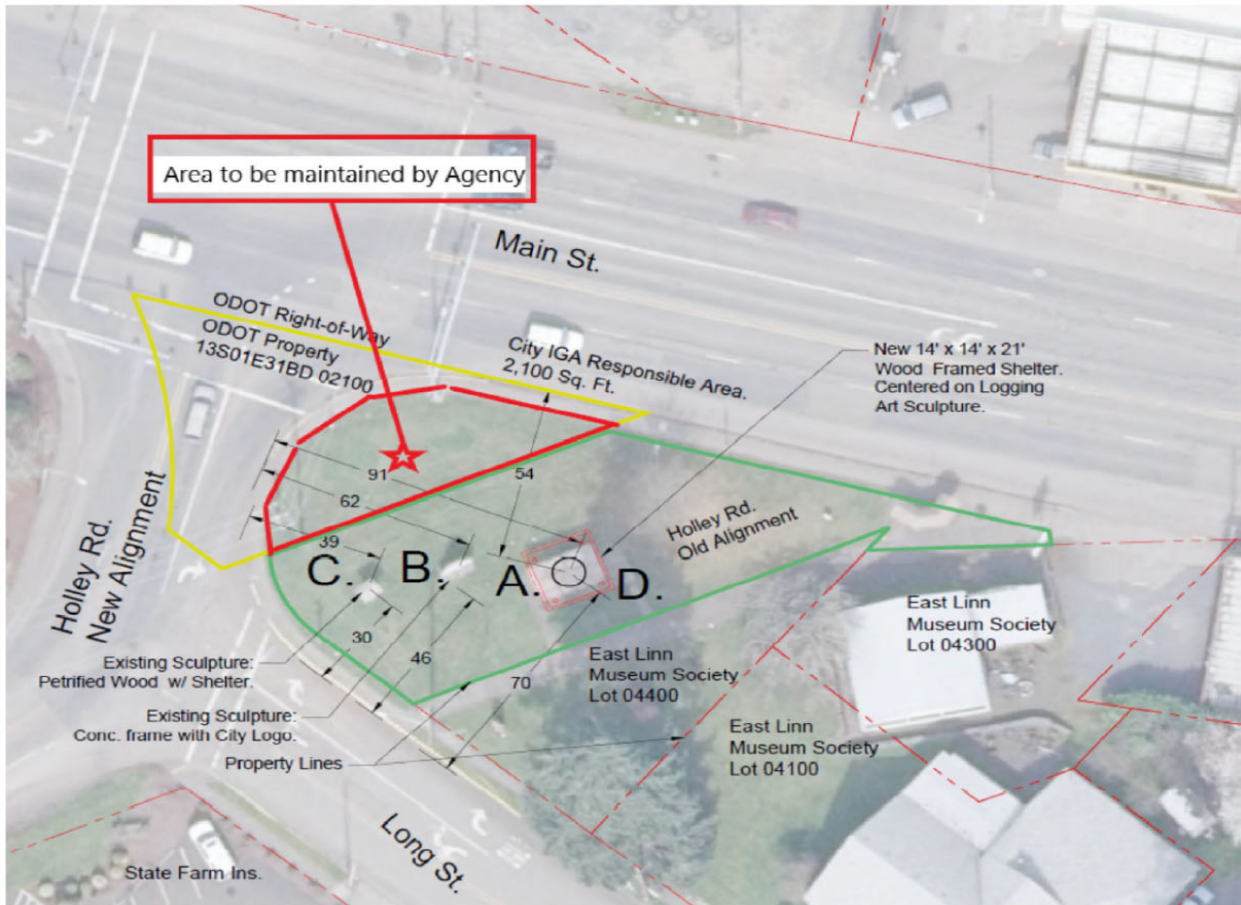 Area to be maintained by Agency
Main St.
ODOT Right-of-Way
ODOT Property
13S01E31BD 02100
City IGA Responsible Area.
2,100 Sq. Ft.
New 14' x 14' x 21'
Wood Framed Shelter.
Centered on Logging
Art Sculpture.
91
54
62
39
Holley Rd.
Old Alignment
Holley Rd.
New Alignment
C.
B.
A.
D.
30
46
70
East Linn
Museum Society
Lot 04300
East Linn
Museum Society
Lot 04400
East Linn
Museum Society
Lot 04100
Existing Sculpture:
Petrified Wood w/ Shelter.
Existing Sculpture:
Conc. frame with City Logo.
Property Lines
Long St.
State Farm Ins.